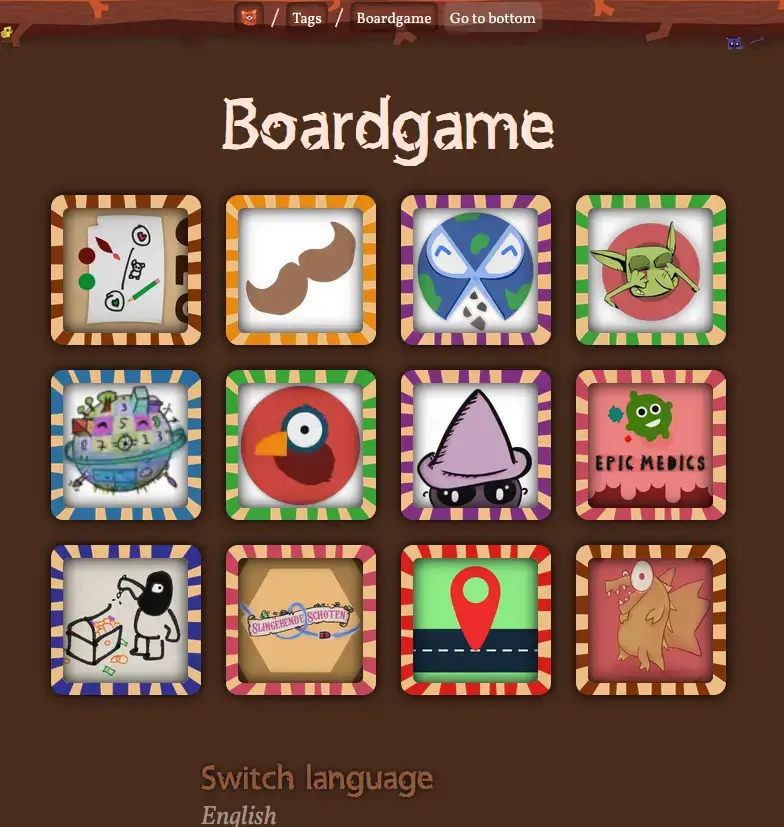 / Tags / Boardgame Go to bottom
Boardgame
EPIC MEDICS
SLINGERENDE SCHOTEN
Switch language
English